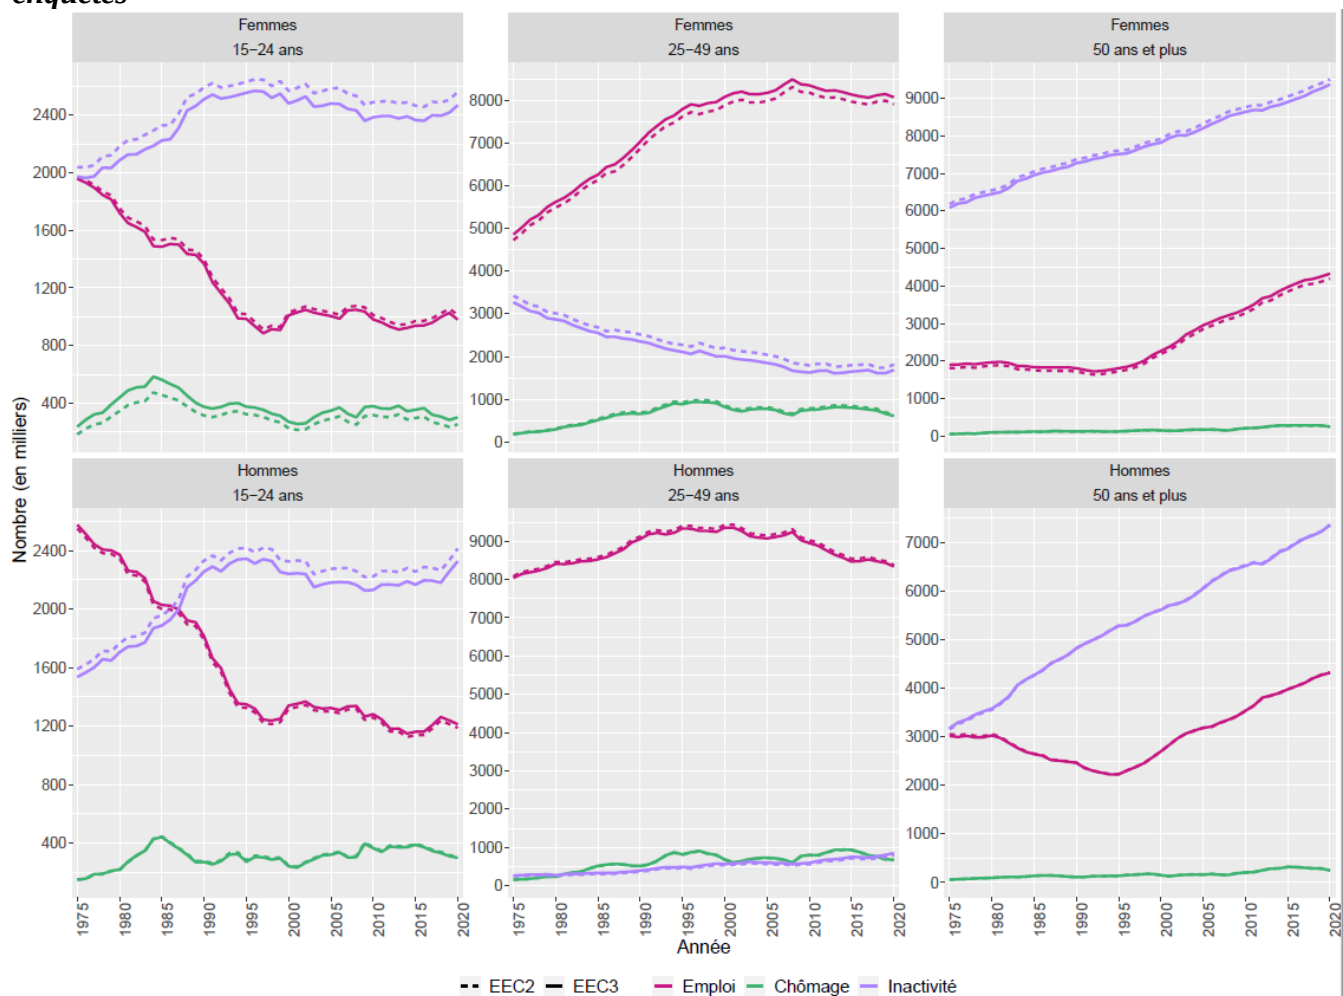 enquêtes
Femmes
15−24 ans
Femmes
25−49 ans
Femmes
50 ans et plus
2400
2000
1600
1200
800
400
8000
7000
6000
5000
4000
3000
2000
1000
0
9000
8000
7000
6000
5000
4000
3000
2000
1000
0
Nombre (en milliers)
Hommes
15−24 ans
Hommes
25−49 ans
Hommes
50 ans et plus
2400
2000
1600
1200
800
400
9000
8000
7000
6000
5000
4000
3000
2000
1000
0
7000
6000
5000
4000
3000
2000
1000
0
1975 1980 1985 1990 1995 2000 2005 2010 2015 2020
1975 1980 1985 1990 1995 2000 2005 2010 2015 2020
1975 1980 1985 1990 1995 2000 2005 2010 2015 2020
Année
EEC2 EEC3 Emploi Chômage Inactivité